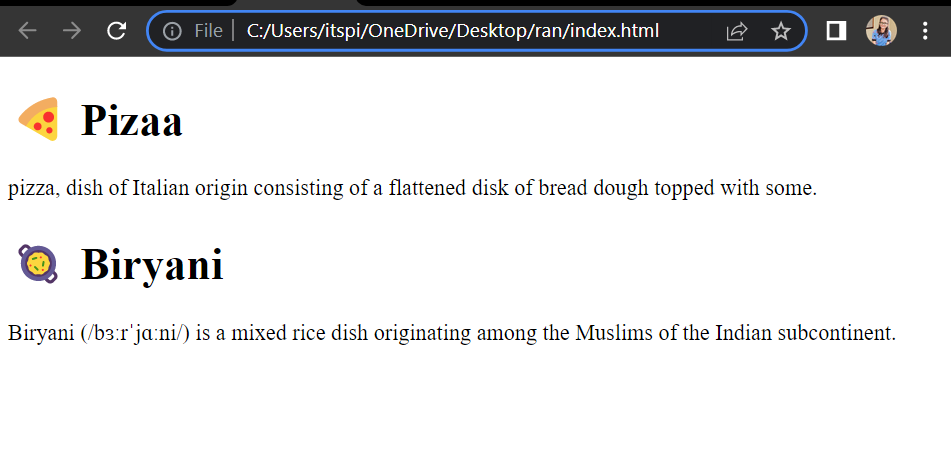 File C:/Users/itspi/OneDrive/Desktop/ran/index.html
🍕 Pizaa
pizza, dish of Italian origin consisting of a flattened disk of bread dough topped with some.
🥘 Biryani
Biryani (/bɜːrˈjɑːni/) is a mixed rice dish originating among the Muslims of the Indian subcontinent.